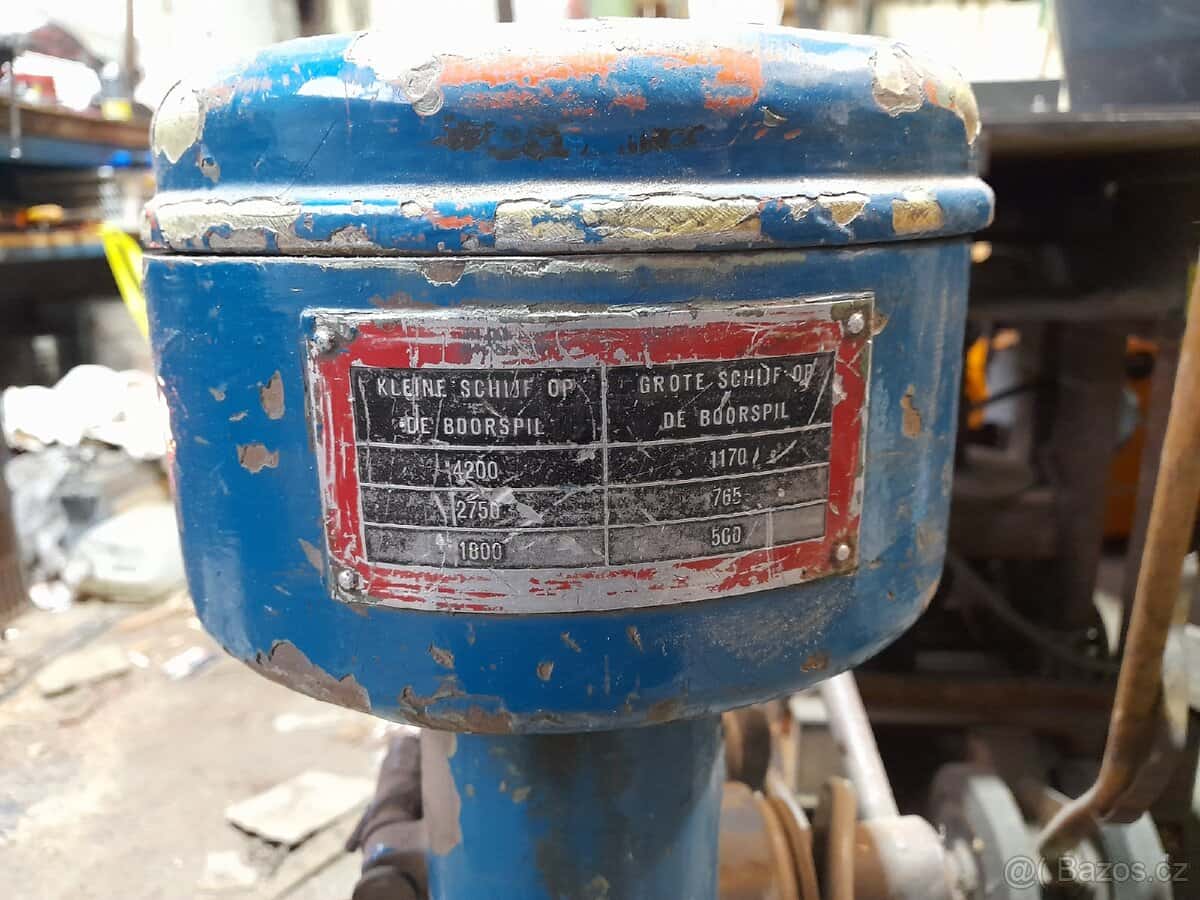 KLEINE SCHIJF OP
DE BOORSPIL
GROTE SCHIJF OP
DE BOORSPIL
4200
1170
2750
765
1800
500
@( Bazos.cz